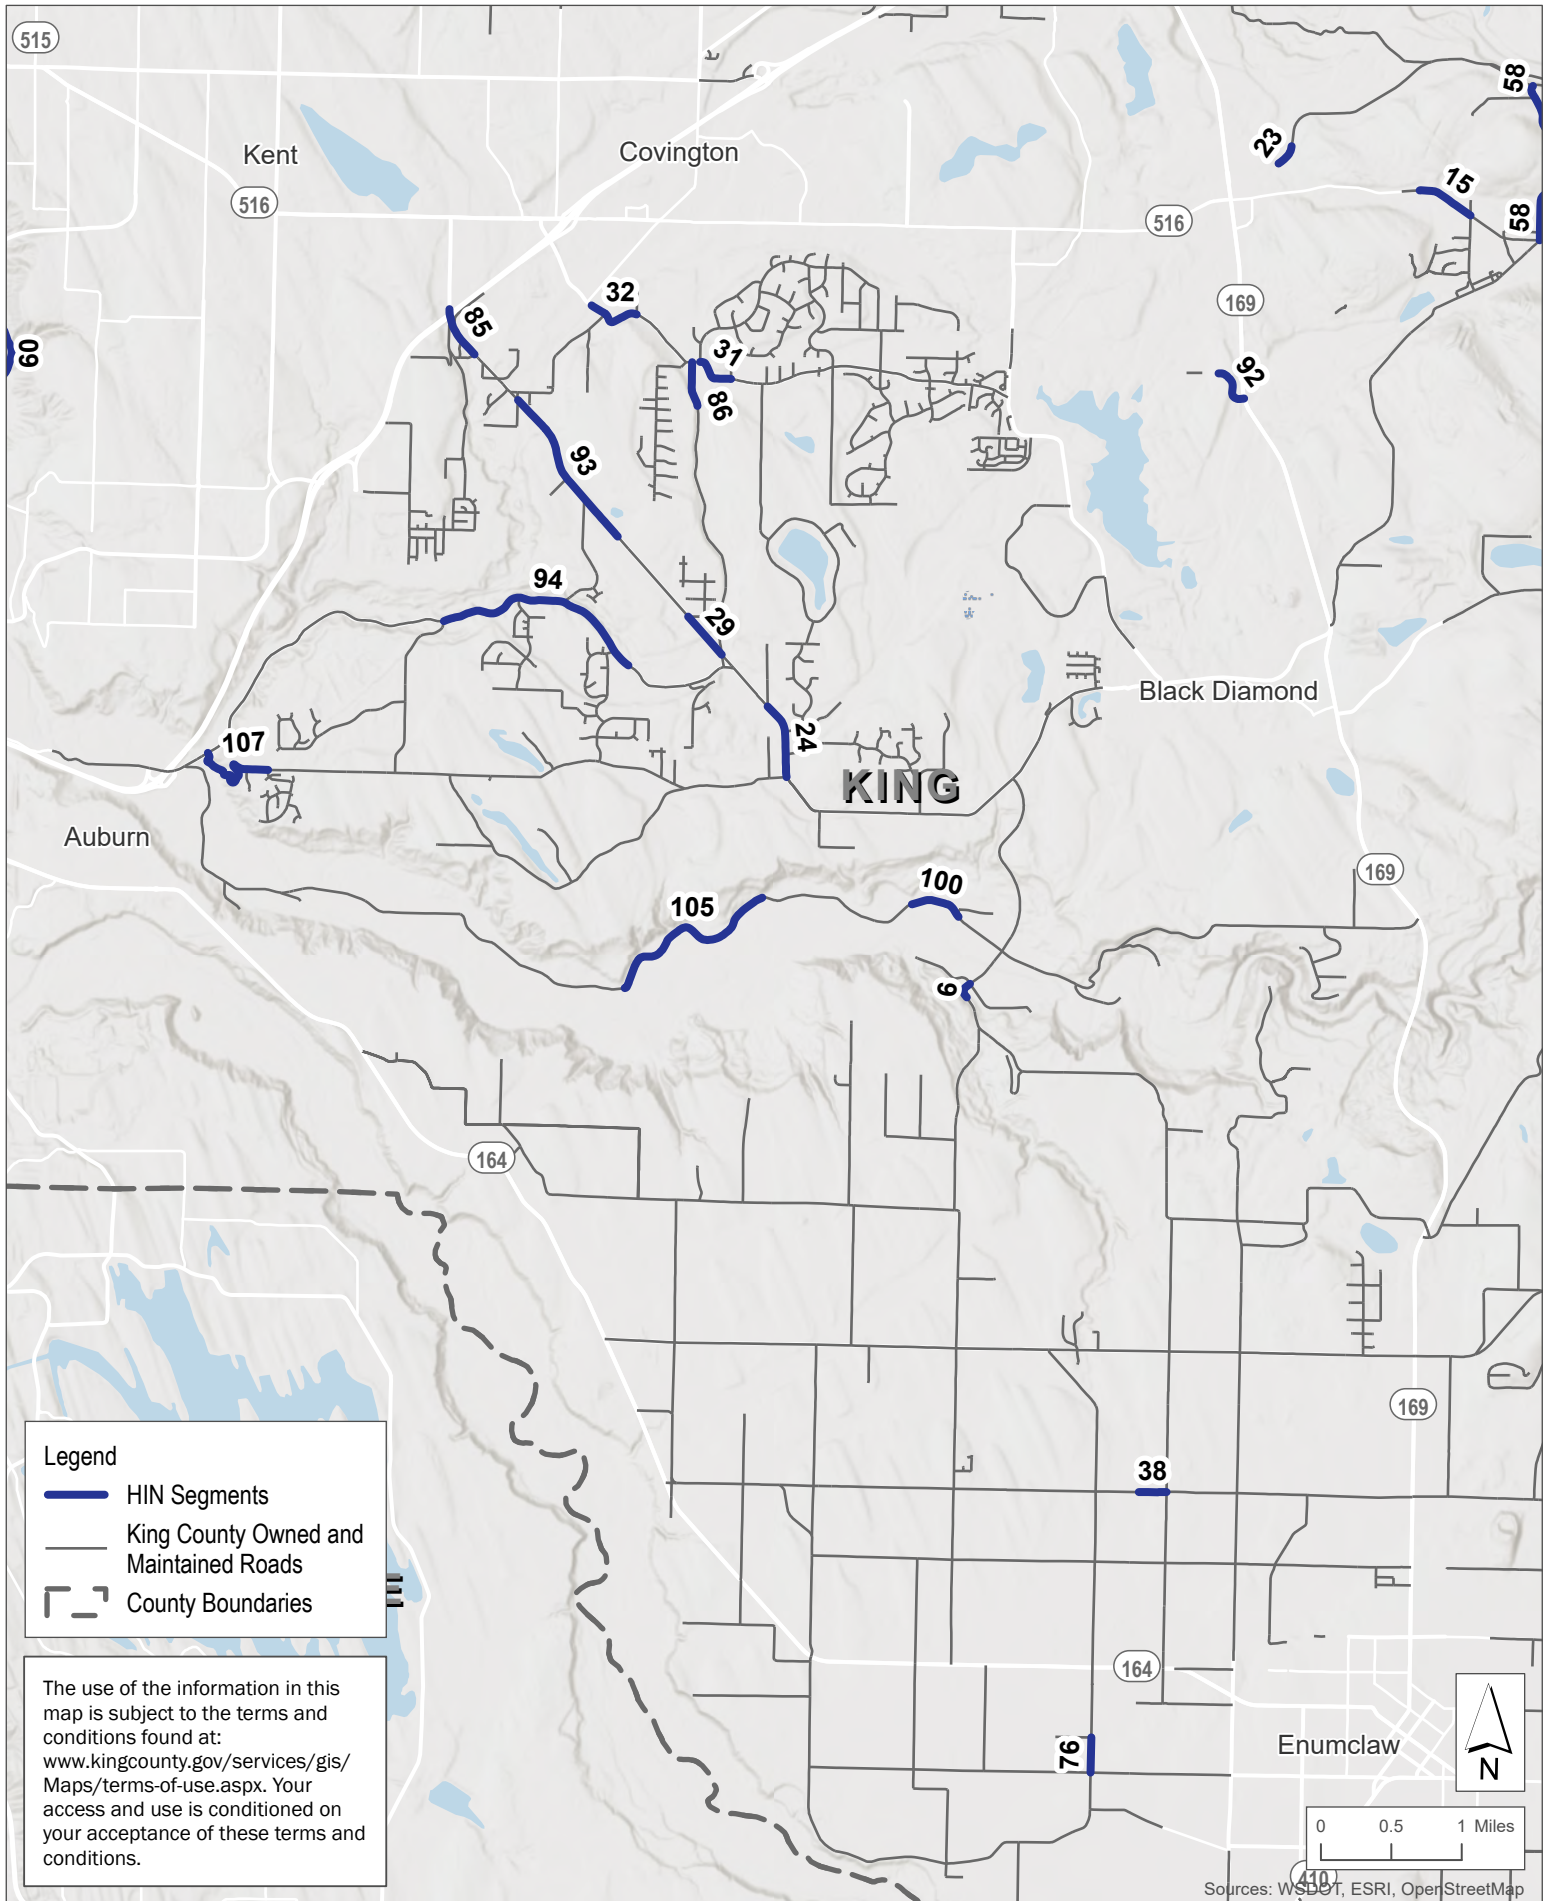 515
58
Kent
Covington
23
516
15
516
58
32
169
85
60
31
92
86
93
94
29
Black Diamond
24
107
KING
Auburn
169
100
105
6
164
169
38
Legend
HIN Segments
King County Owned and
Maintained Roads
County Boundaries
164
The use of the information in this
map is subject to the terms and
conditions found at:
www.kingcounty.gov/services/gis/
Maps/terms-of-use.aspx. Your
access and use is conditioned on
your acceptance of these terms and
conditions.
76
Enumclaw
N
0 0.5 1 Miles
410
Sources: WSDOT, ESRI, OpenStreetMap